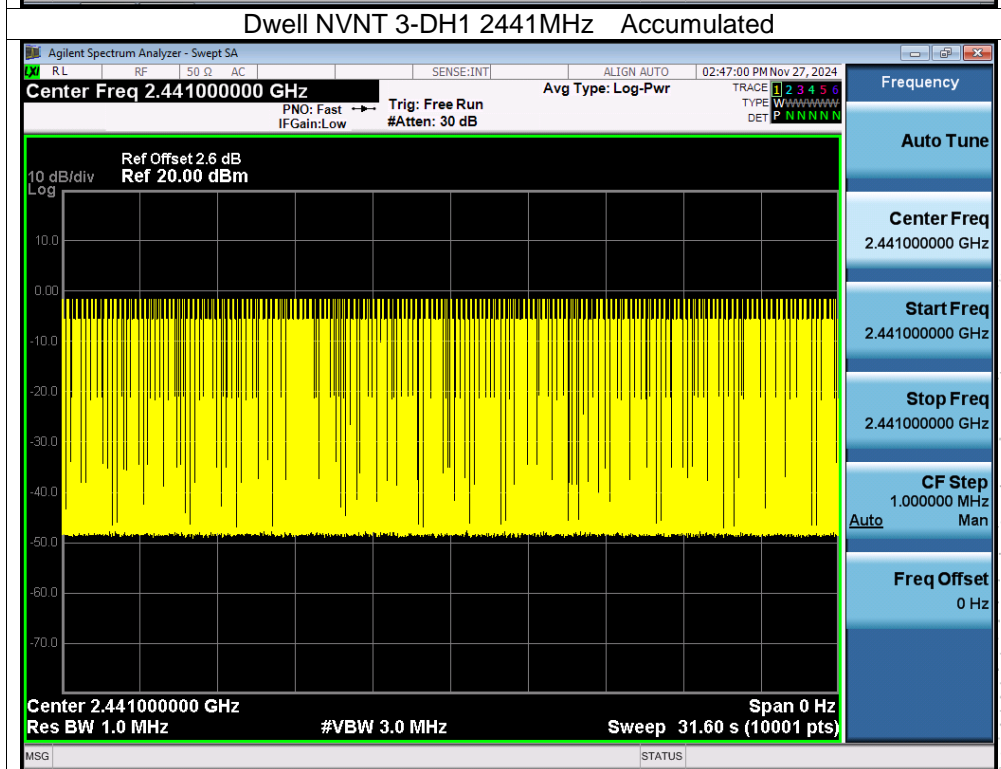 Dwell NVNT 3-DH1 2441MHz Accumulated
Agilent Spectrum Analyzer - Swept SA
LXI RL RF 50 Ω AC SENSE:INT ALIGN AUTO 02:47:00 PM Nov 27, 2024
Center Freq 2.441000000 GHz
PNO: Fast
IFGain:Low
Trig: Free Run
#Atten: 30 dB
Avg Type: Log-Pwr
TRACE 1 2 3 4 5 6
TYPE WWWWWW
DET P N N N N N
Frequency
Auto Tune
Center Freq
2.441000000 GHz
Start Freq
2.441000000 GHz
Stop Freq
2.441000000 GHz
CF Step
1.000000 MHz
Auto Man
Freq Offset
0 Hz
Ref Offset 2.6 dB
10 dB/div Ref 20.00 dBm
Log
10.0
0.00
-10.0
-20.0
-30.0
-40.0
-50.0
-60.0
-70.0
Center 2.441000000 GHz Span 0 Hz
Res BW 1.0 MHz #VBW 3.0 MHz Sweep 31.60 s (10001 pts)
MSG STATUS